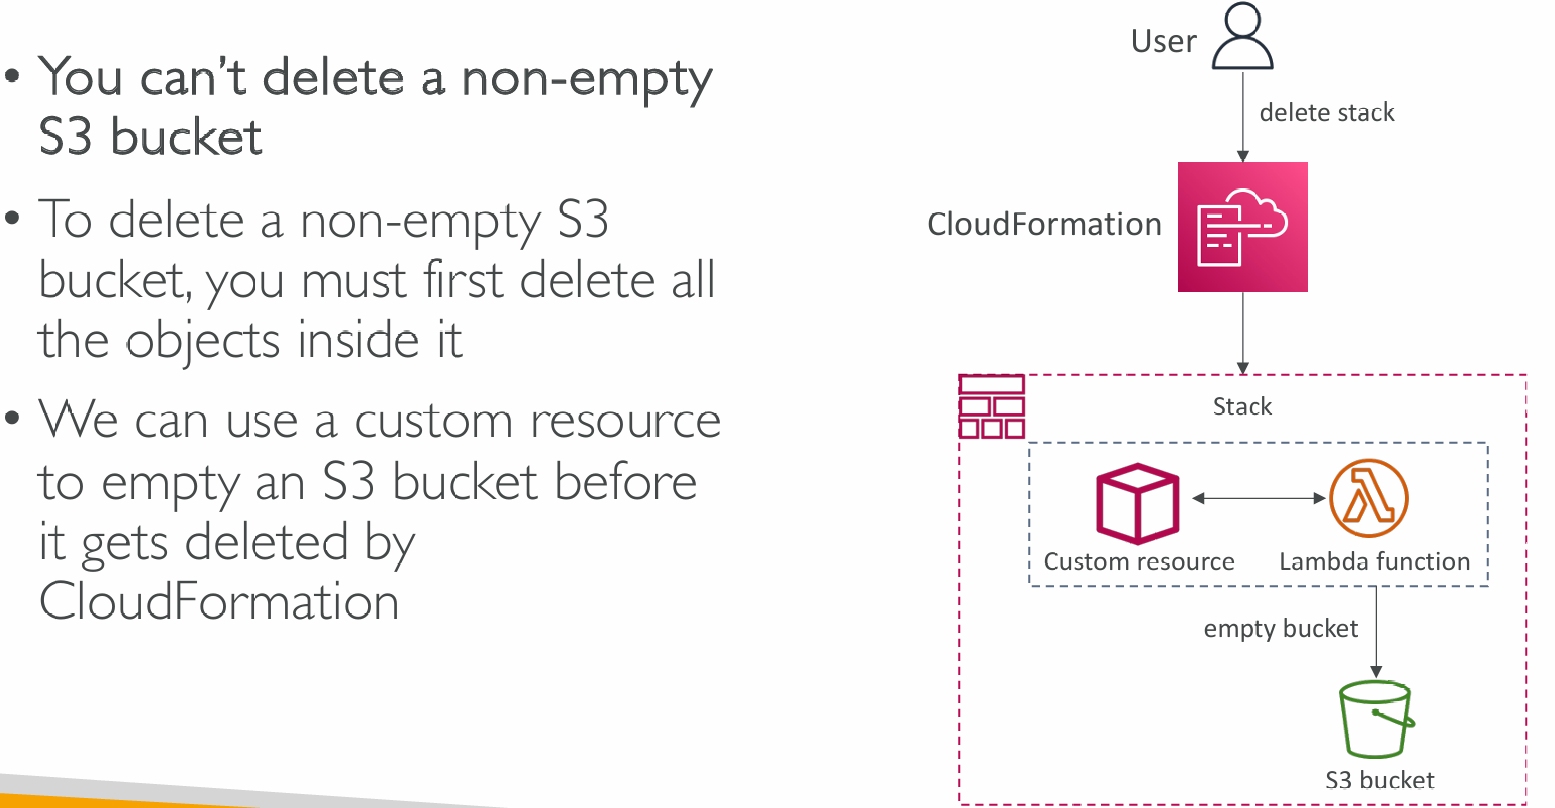 • You can’t delete a non-empty
S3 bucket
• To delete a non-empty S3
bucket, you must first delete all
the objects inside it
• We can use a custom resource
to empty an S3 bucket before
it gets deleted by
CloudFormation
User
delete stack
CloudFormation
Stack
Custom resource
Lambda function
empty bucket
S3 bucket